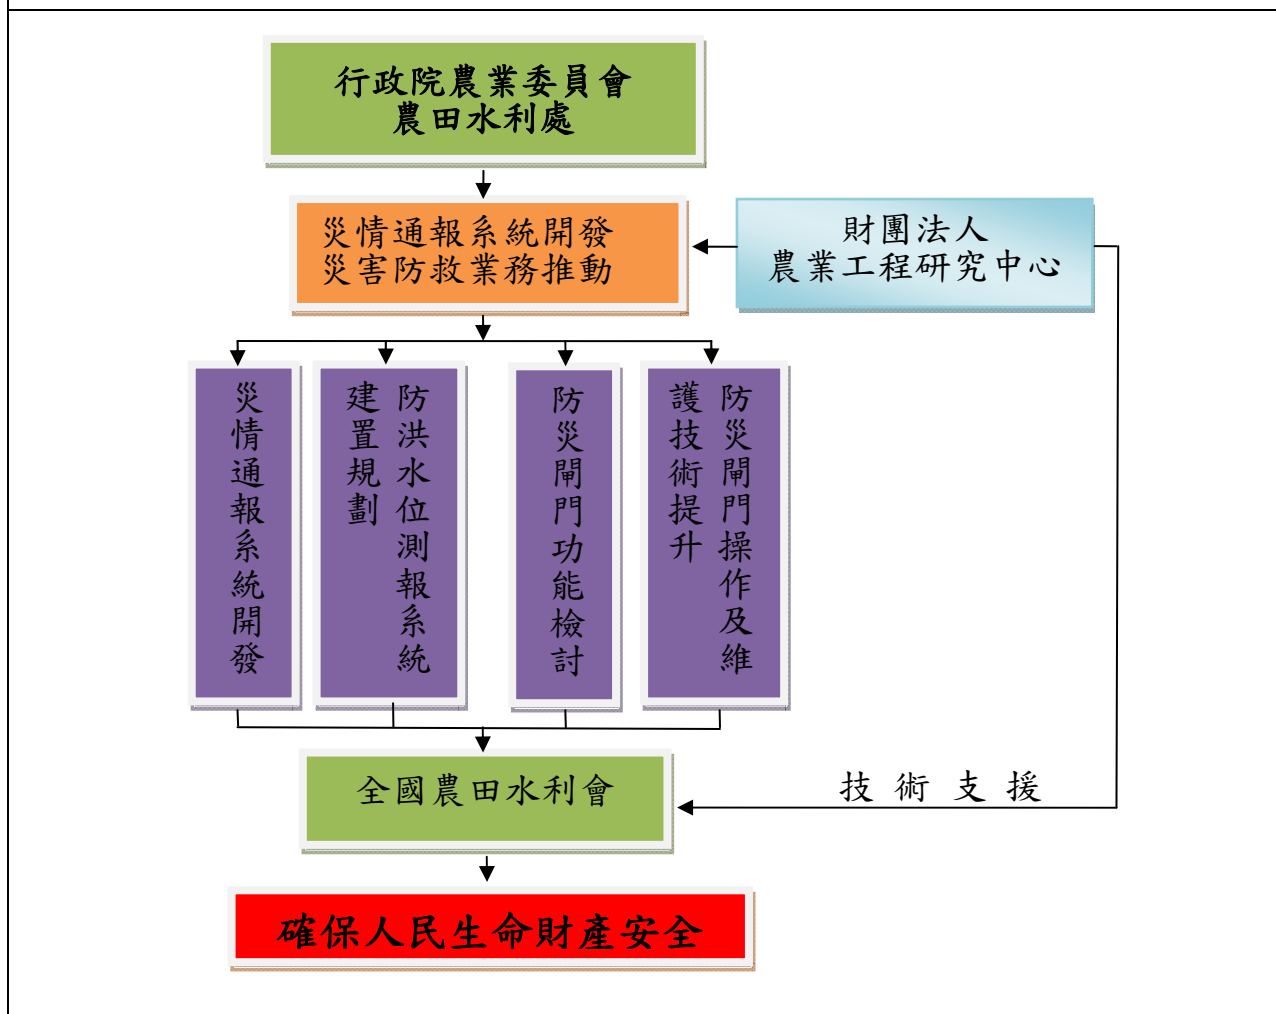 行政院農業委員會
農田水利處
災情通報系統開發
災害防救業務推動
財團法人
農業工程研究中心
災情通報系統開發
防洪水位測報系統
建置規劃
防災閘門功能檢討
防災閘門操作及維
護技術提升
全國農田水利會
技術支援
確保人民生命財產安全